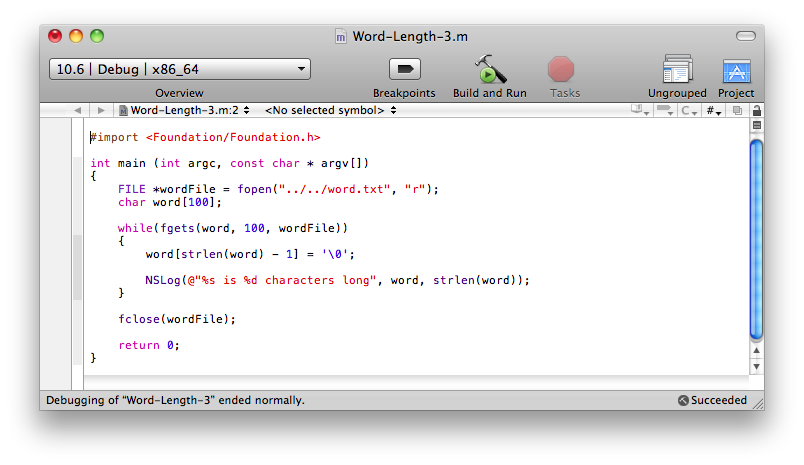 Word-Length-3.m
10.6 | Debug | x86_64
Overview
Breakpoints
Build and Run
Tasks
Ungrouped
Project
Word-Length-3.m:2 <No selected symbol> C #
#import <Foundation/Foundation.h>
int main (int argc, const char * argv[])
{
FILE *wordFile = fopen("../../word.txt", "r");
char word[100];
while(fgets(word, 100, wordFile))
{
word[strlen(word) - 1] = '\0';
NSLog(@"%s is %d characters long", word, strlen(word));
}
fclose(wordFile);
return 0;
}
Debugging of “Word-Length-3” ended normally.
Succeeded